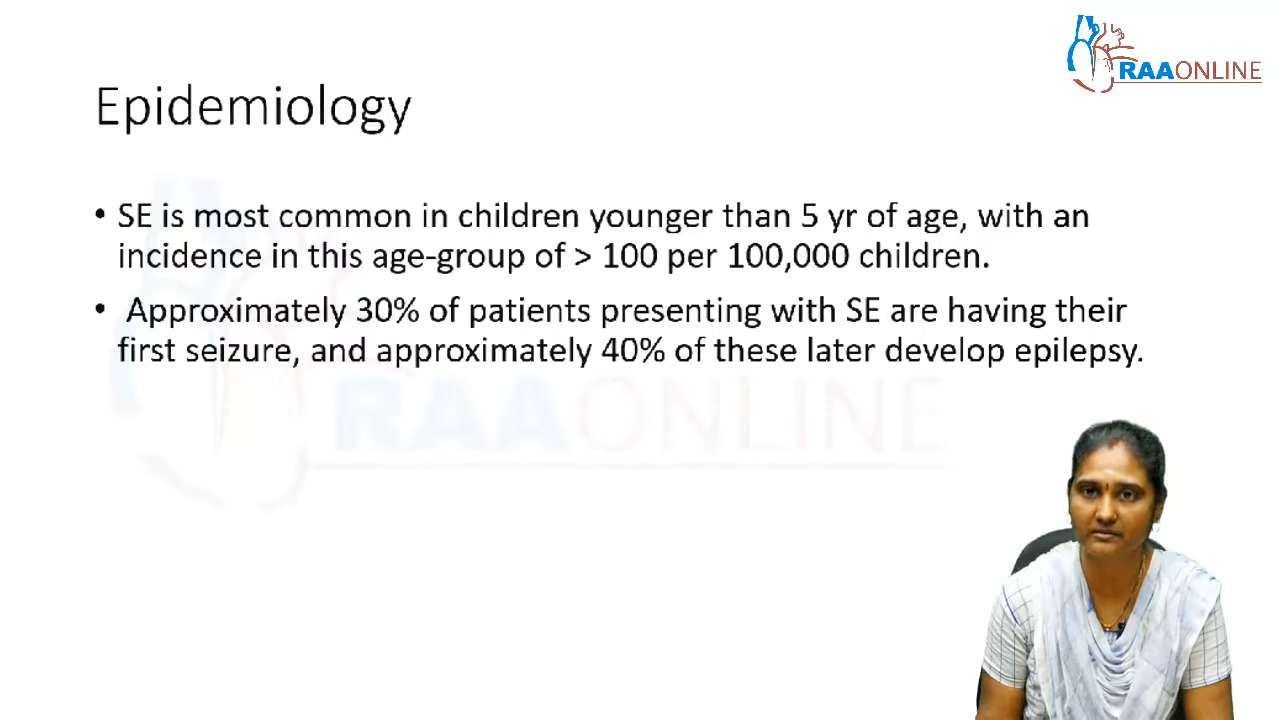 RAAONLINE
Epidemiology
• SE is most common in children younger than 5 yr of age, with an
incidence in this age-group of > 100 per 100,000 children.
• Approximately 30% of patients presenting with SE are having their
first seizure, and approximately 40% of these later develop epilepsy.
RAAONLINE